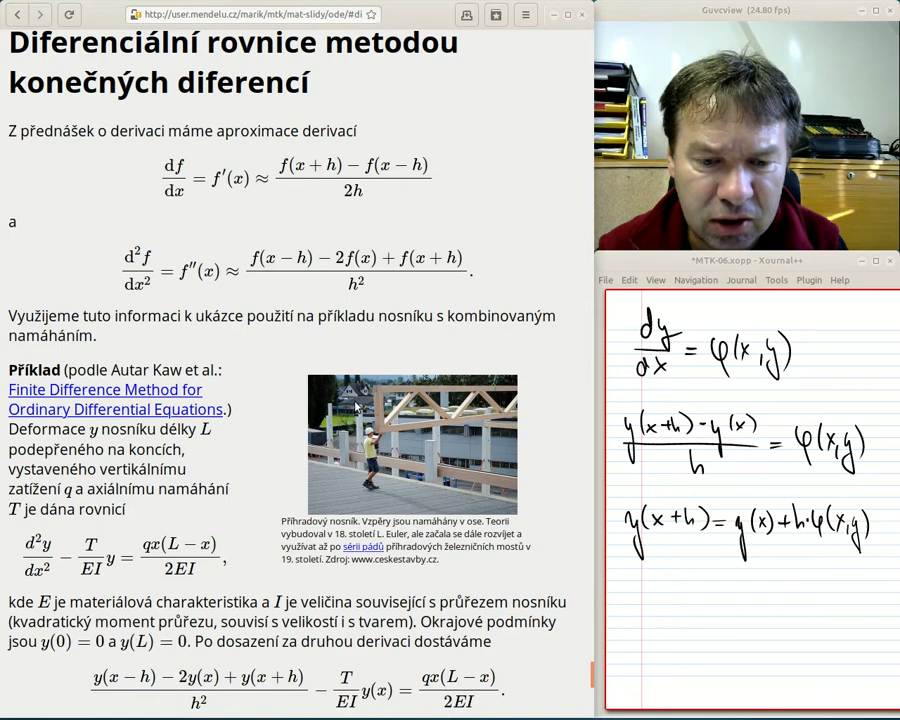 http://user.mendelu.cz/marik/mtk/mat-slidy/ode/#di
Guvcview (24.80 fps)
Diferenciální rovnice metodou
konečných diferencí
Z přednášek o derivaci máme aproximace derivací
df/dx = f′(x) ≈ (f(x + h) − f(x − h))/(2h)
a
d²f/dx² = f″(x) ≈ (f(x − h) − 2f(x) + f(x + h))/h².
Využijeme tuto informaci k ukázce použití na příkladu nosníku s kombinovaným
namáháním.
Příklad (podle Autar Kaw et al.:
Finite Difference Method for
Ordinary Differential Equations.)
Deformace y nosníku délky L
podepřeného na koncích,
vystaveného vertikálnímu
zatížení q a axiálnímu namáhání
T je dána rovnicí
d²y/dx² − T/(EI) y = qx(L − x)/(2EI),
Příhradový nosník. Vzpěry jsou namáhány v ose. Teorii
vybudoval v 18. století L. Euler, ale začala se dále rozvíjet a
využívat až po sérii pádů příhradových železničních mostů v
19. století. Zdroj: www.ceskestavby.cz.
kde E je materiálová charakteristika a I je veličina související s průřezem nosníku
(kvadratický moment průřezu, souvisí s velikostí i s tvarem). Okrajové podmínky
jsou y(0) = 0 a y(L) = 0. Po dosazení za druhou derivaci dostáváme
(y(x − h) − 2y(x) + y(x + h))/h² − T/(EI) y(x) = qx(L − x)/(2EI).
*MTK-06.xopp - Xournal++
File Edit View Navigation Journal Tools Plugin Help
dy/dx = φ(x,y)
(y(x+h) - y(x))/h = φ(x,y)
y(x+h) = y(x) + h·φ(x,y)